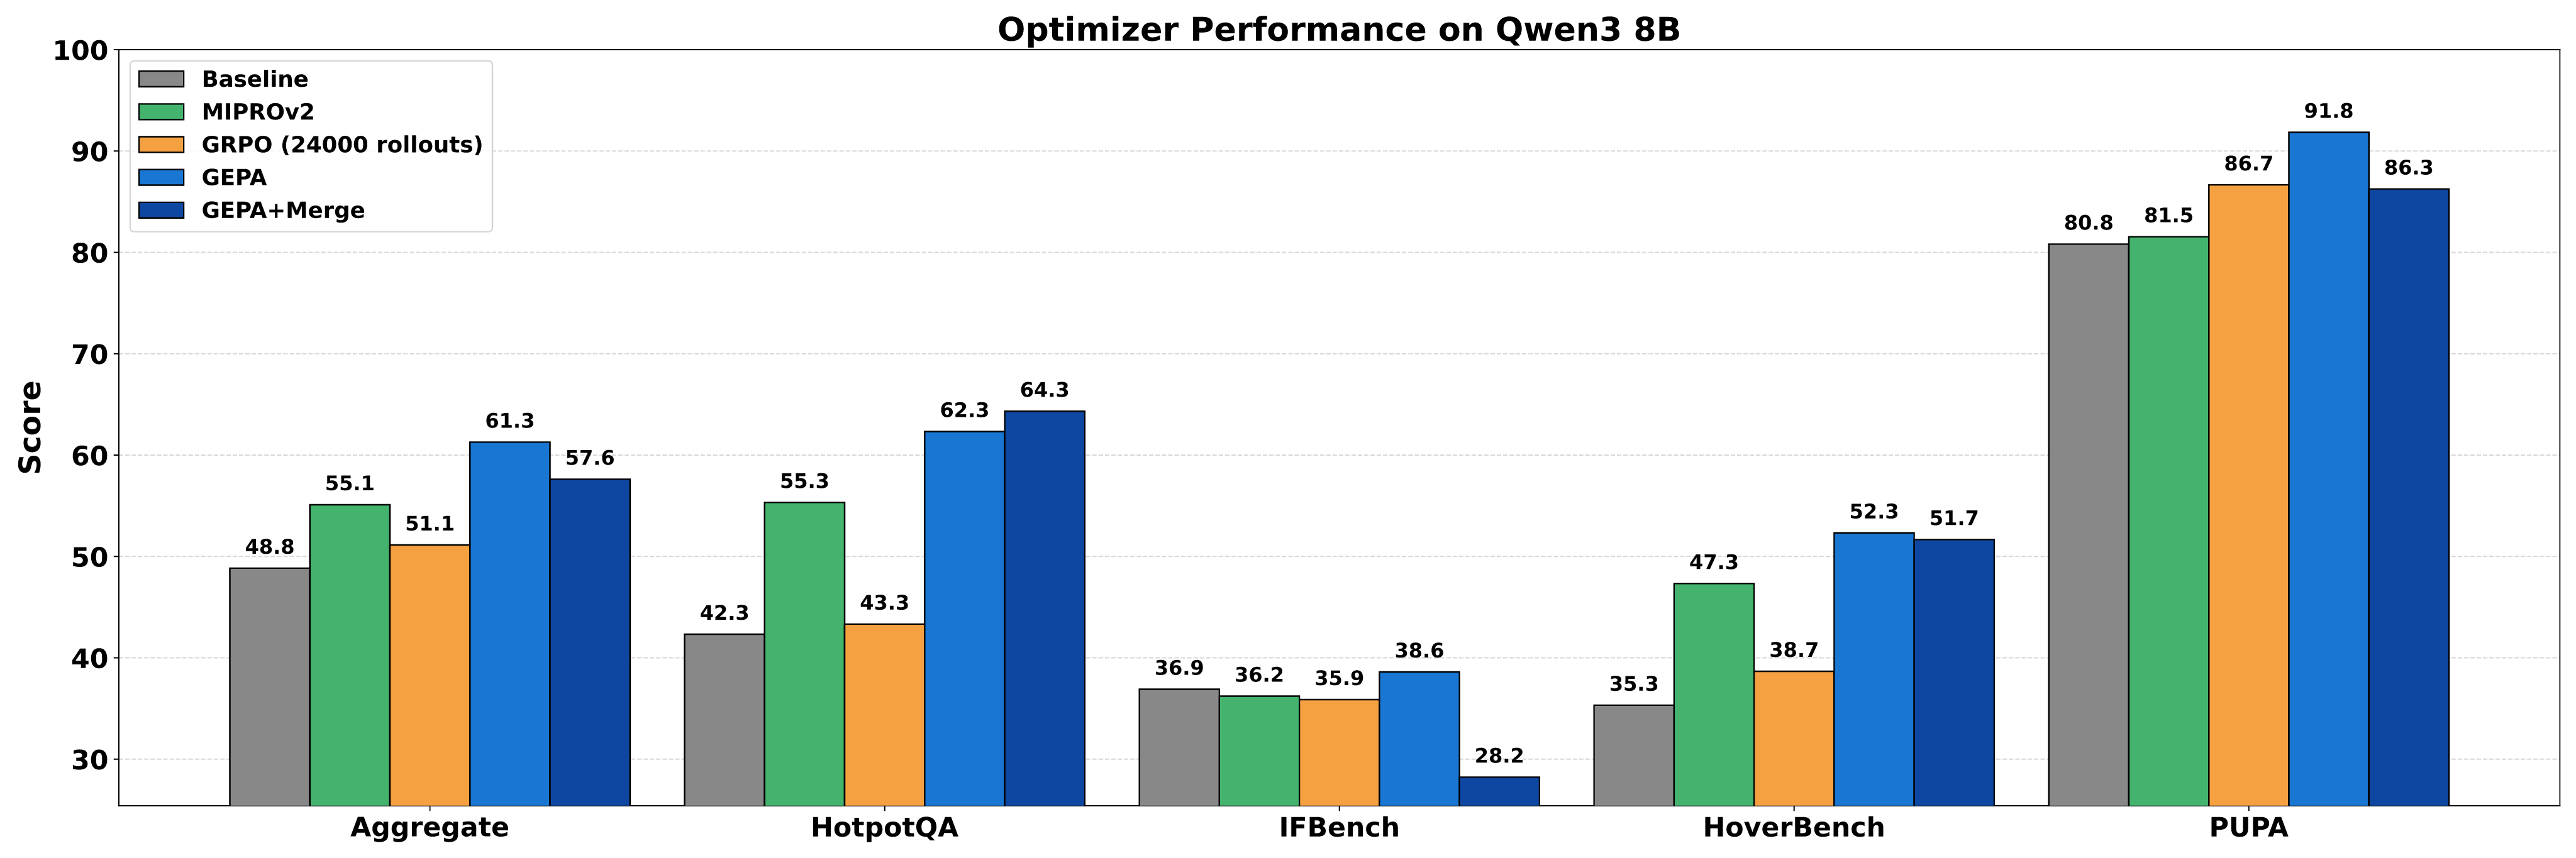 Optimizer Performance on Qwen3 8B
Score
100
90
80
70
60
50
40
30
Baseline
MIPROv2
GRPO (24000 rollouts)
GEPA
GEPA+Merge
48.8
55.1
51.1
61.3
57.6
42.3
55.3
43.3
62.3
64.3
36.9
36.2
35.9
38.6
28.2
35.3
47.3
38.7
52.3
51.7
80.8
81.5
86.7
91.8
86.3
Aggregate
HotpotQA
IFBench
HoverBench
PUPA